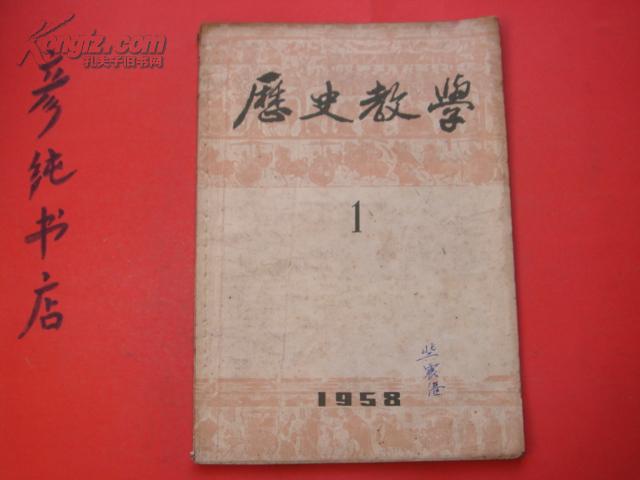 Kongfz.com
孔夫子旧书网
彦纯书店
歷史教學
1
1958